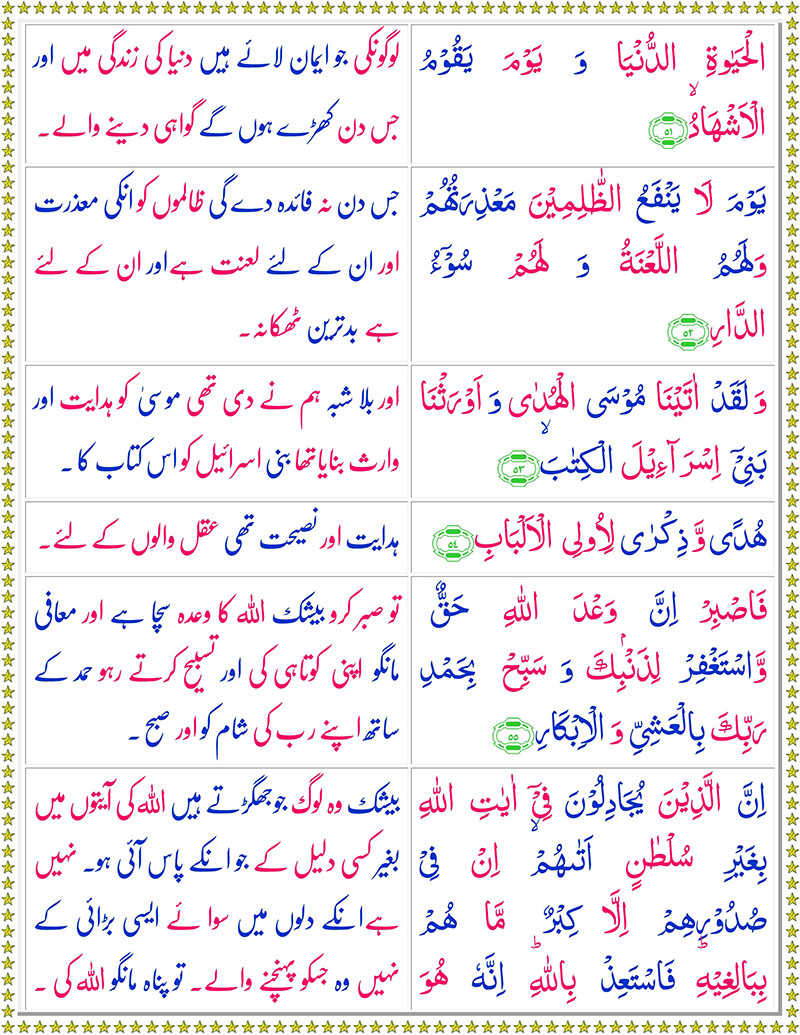 الْحَيٰوةِ الدُّنْيَا وَ يَوْمَ يَقُوْمُ
الْاَشْهَادُۙ ﴿٥١﴾
لوگونکی جو ایمان لائے ہیں دنیا کی زندگی میں اور
جس دن کھڑے ہوں گے گواہی دینے والے۔
يَوْمَ لَا يَنْفَعُ الظّٰلِمِيْنَ مَعْذِرَتُهُمْ
وَلَهُمُ اللَّعْنَةُ وَ لَهُمْ سُوْٓءُ
الدَّارِ ﴿٥٢﴾
جس دن نہ فائدہ دے گی ظالموں کو انکی معذرت
اور ان کے لئے لعنت ہے اور ان کے لئے
ہے بدترین ٹھکانہ۔
وَ لَقَدْ اٰتَيْنَا مُوْسَى الْهُدٰى وَ اَوْرَثْنَا
بَنِيْٓ اِسْرَآءِيْلَ الْكِتٰبَۙ ﴿٥٣﴾
اور بلا شبہ ہم نے دی تھی موسیٰ کو ہدایت اور
وارث بنایا تھا بنی اسرائیل کو اس کتاب کا۔
هُدًى وَّ ذِكْرٰى لِاُولِى الْاَلْبَابِ ﴿٥٤﴾
ہدایت اور نصیحت تھی عقل والوں کے لئے۔
فَاصْبِرْ اِنَّ وَعْدَ اللّٰهِ حَقٌّ
وَّاسْتَغْفِرْ لِذَنْۢبِكَ وَ سَبِّحْ بِحَمْدِ
رَبِّكَ بِالْعَشِيِّ وَ الْاِبْكَارِ ﴿٥٥﴾
تو صبر کرو بیشک اللہ کا وعدہ سچا ہے اور معافی
مانگو اپنی کوتاہی کی اور تسبیح کرتے رہو حمد کے
ساتھ اپنے رب کی شام کو اور صبح۔
اِنَّ الَّذِيْنَ يُجَادِلُوْنَ فِيْٓ اٰيٰتِ اللّٰهِ
بِغَيْرِ سُلْطٰنٍ اَتٰىهُمْۙ اِنْ فِيْ
صُدُوْرِهِمْ اِلَّا كِبْرٌ مَّا هُمْ
بِبَالِغِيْهِؕ فَاسْتَعِذْ بِاللّٰهِؕ اِنَّهٗ هُوَ
بیشک وہ لوگ جو جھگڑتے ہیں اللہ کی آیتوں میں
بغیر کسی دلیل کے جو انکے پاس آئی ہو۔ نہیں
ہے انکے دلوں میں سوائے ایسی بڑائی کے
نہیں وہ جسکو پہنچنے والے۔ تو پناہ مانگو اللہ کی۔